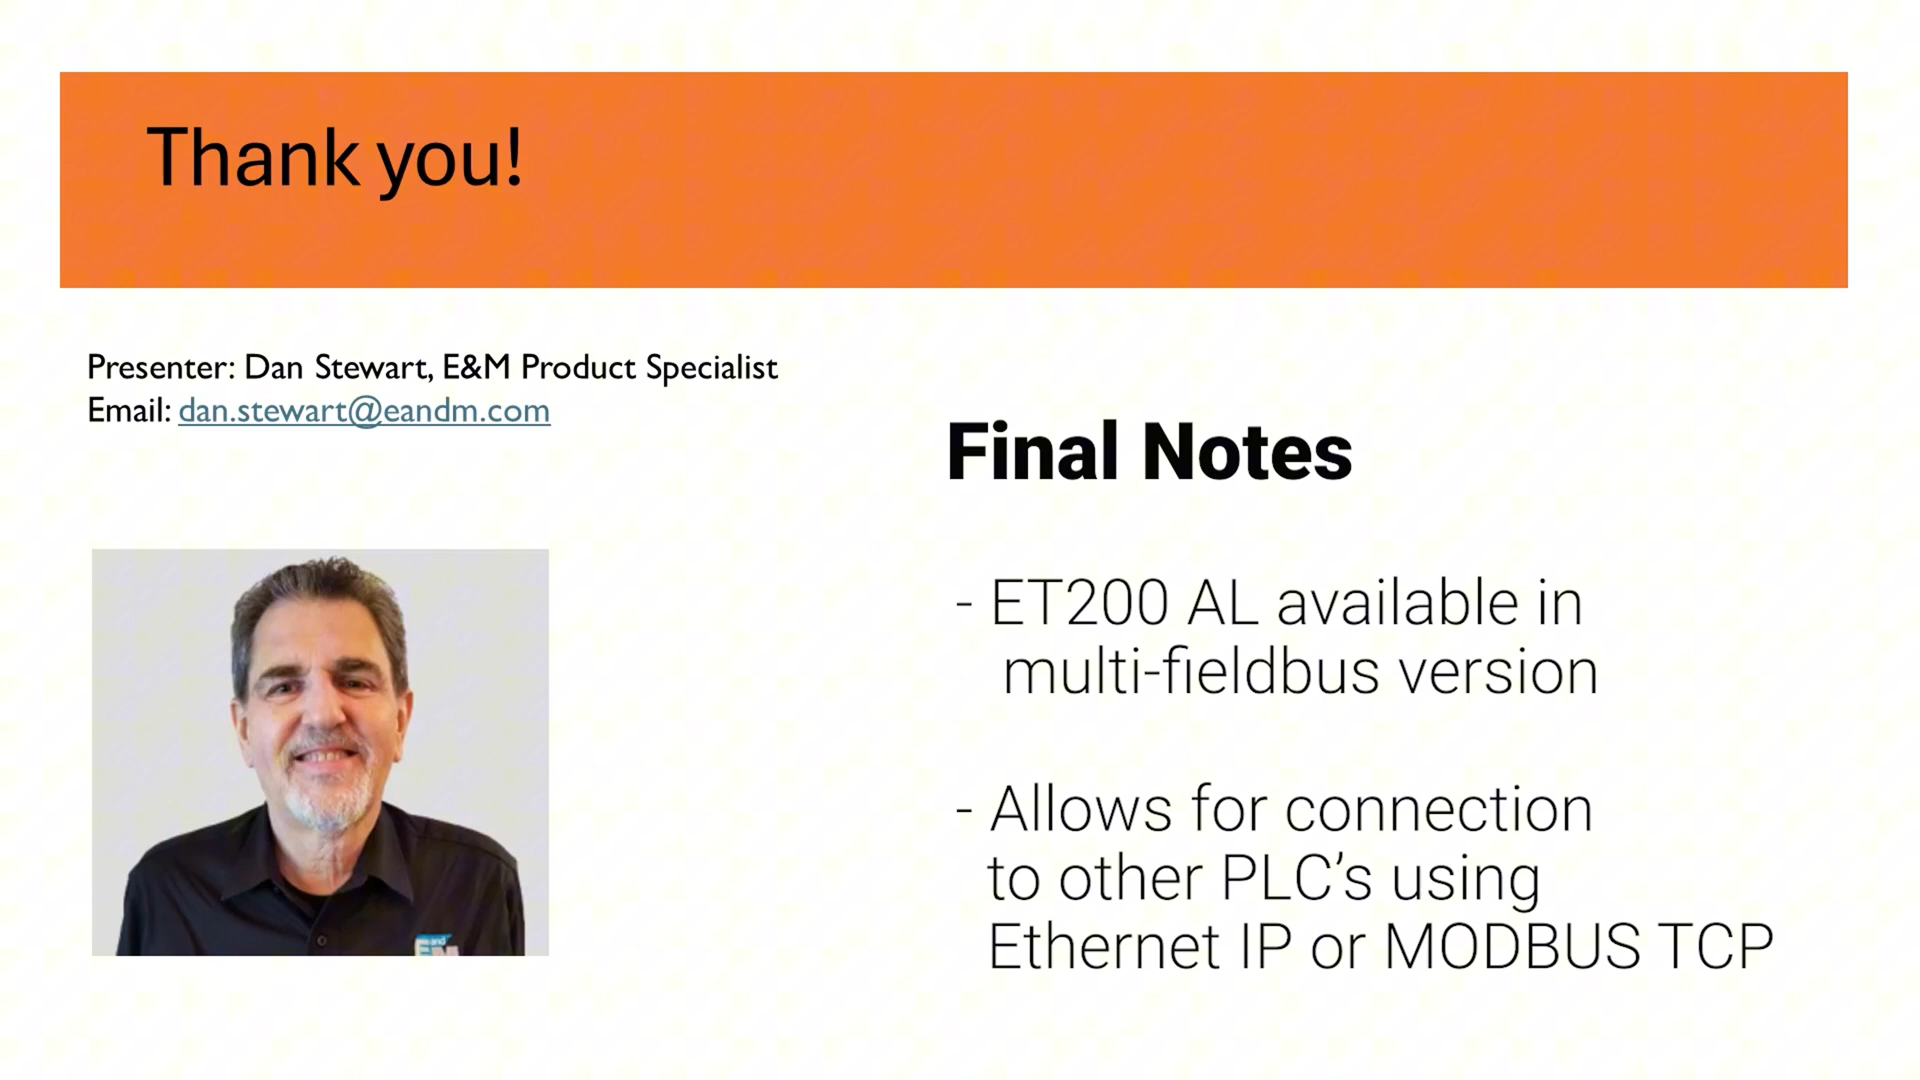 Thank you!
Presenter: Dan Stewart, E&M Product Specialist
Email: dan.stewart@eandm.com
Final Notes
- ET200 AL available in
multi-fieldbus version
- Allows for connection
to other PLC’s using
Ethernet IP or MODBUS TCP